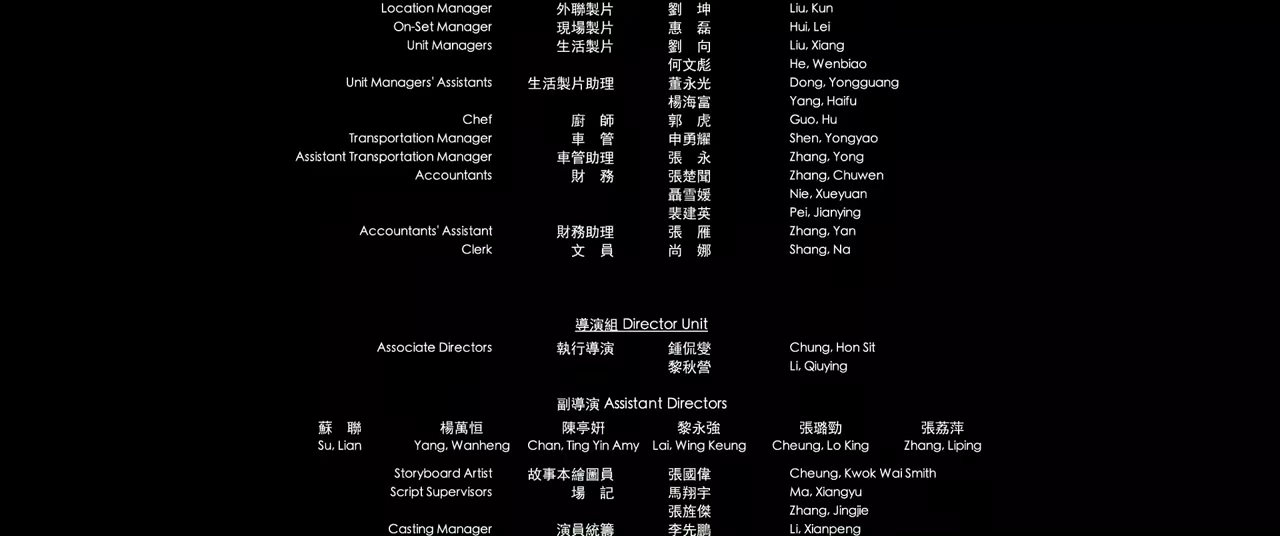 Location Manager 外聯製片 劉 坤 Liu, Kun
On-Set Manager 現場製片 惠 磊 Hui, Lei
Unit Managers 生活製片 劉 向 Liu, Xiang
何文彪 He, Wenbiao
Unit Managers' Assistants 生活製片助理 董永光 Dong, Yongguang
楊海富 Yang, Haifu
Chef 廚 師 郭 虎 Guo, Hu
Transportation Manager 車 管 申勇耀 Shen, Yongyao
Assistant Transportation Manager 車管助理 張 永 Zhang, Yong
Accountants 財 務 張楚聞 Zhang, Chuwen
聶雪媛 Nie, Xueyuan
裴建英 Pei, Jianying
Accountants' Assistant 財務助理 張 雁 Zhang, Yan
Clerk 文 員 尚 娜 Shang, Na
導演組 Director Unit
Associate Directors 執行導演 鍾侃燮 Chung, Hon Sit
黎秋營 Li, Qiuying
副導演 Assistant Directors
蘇 聯 楊萬恒 陳亭妍 黎永強 張璐勁 張荔萍
Su, Lian Yang, Wanheng Chan, Ting Yin Amy Lai, Wing Keung Cheung, Lo King Zhang, Liping
Storyboard Artist 故事本繪圖員 張國偉 Cheung, Kwok Wai Smith
Script Supervisors 場 記 馬翔宇 Ma, Xiangyu
張旌傑 Zhang, Jingjie
Casting Manager 演員統籌 李先鵬 Li, Xianpeng